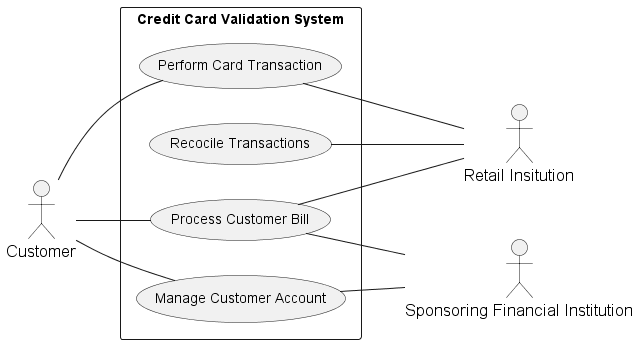 Credit Card Validation System
Perform Card Transaction
Recocile Transactions
Retail Insitution
Process Customer Bill
Customer
Manage Customer Account
Sponsoring Financial Institution